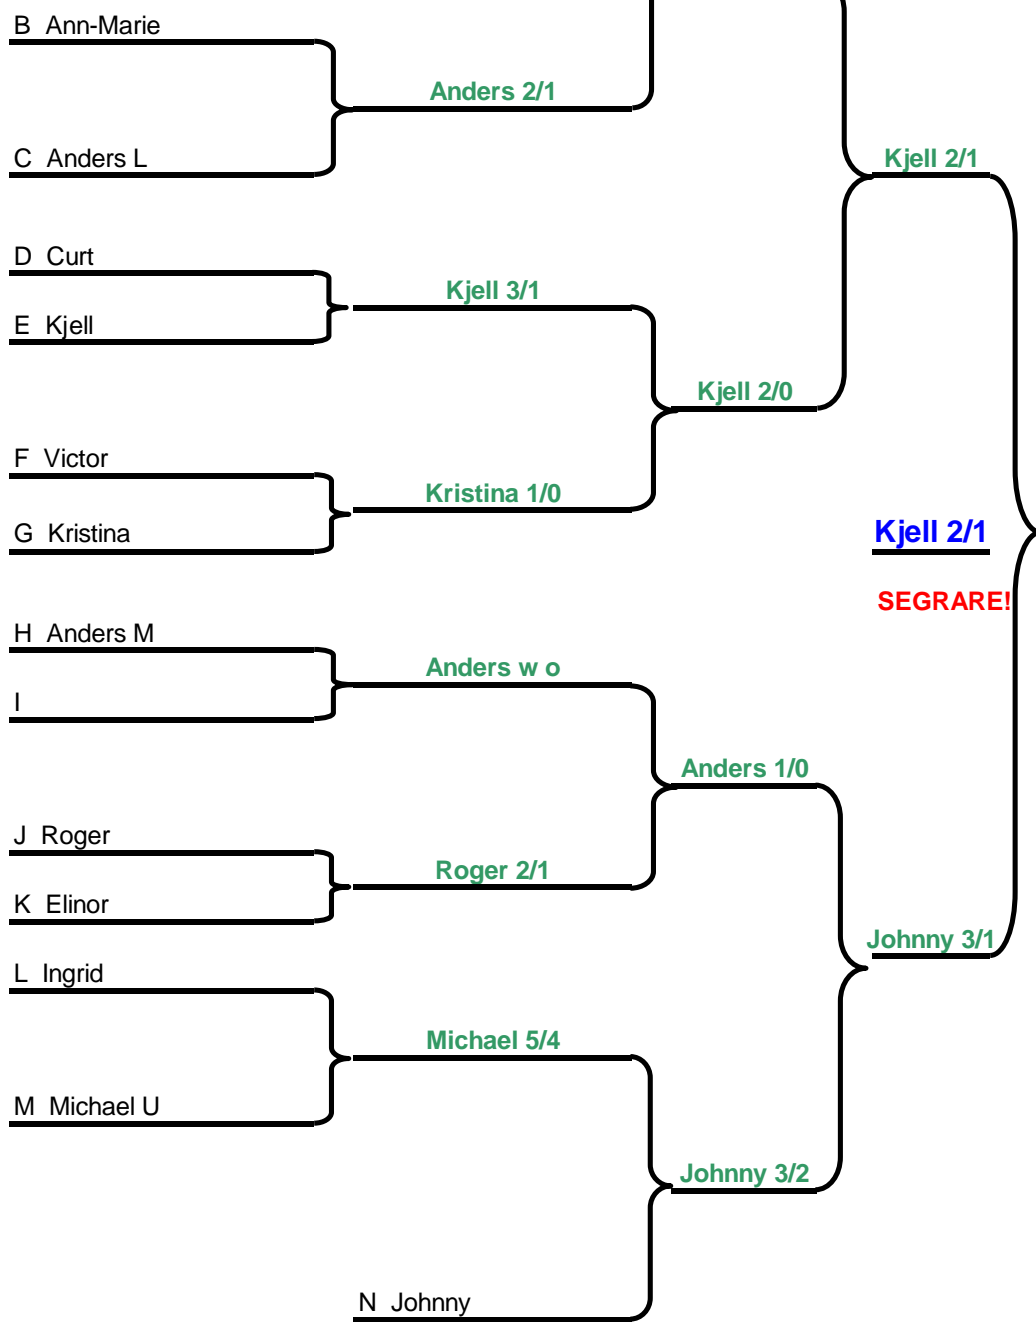 B Ann-Marie
Anders 2/1
C Anders L
Kjell 2/1
D Curt
Kjell 3/1
E Kjell
Kjell 2/0
F Victor
Kristina 1/0
G Kristina
Kjell 2/1
SEGRARE!
H Anders M
Anders w o
I
Anders 1/0
J Roger
Roger 2/1
K Elinor
Johnny 3/1
L Ingrid
Michael 5/4
M Michael U
Johnny 3/2
N Johnny